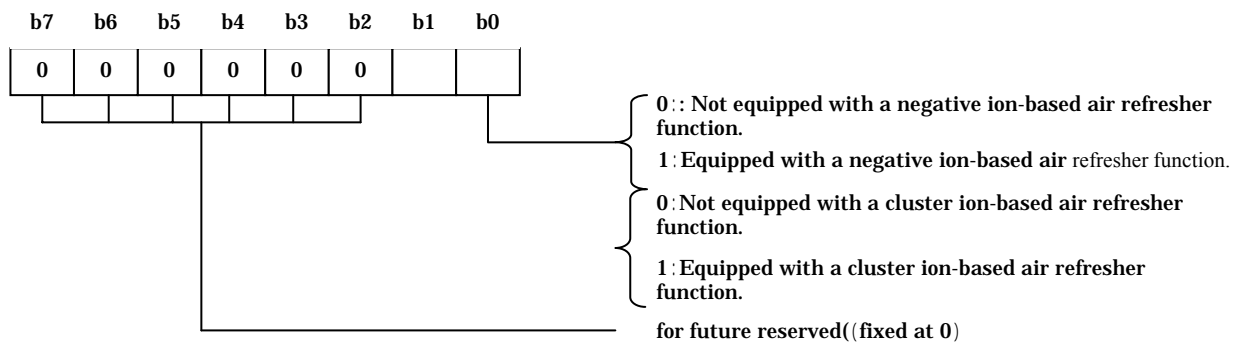 b7 b6 b5 b4 b3 b2 b1 b0
0 0 0 0 0 0
0:: Not equipped with a negative ion-based air refresher
function.
1:Equipped with a negative ion-based air refresher function.
0:Not equipped with a cluster ion-based air refresher
function.
1:Equipped with a cluster ion-based air refresher
function.
for future reserved((fixed at 0)